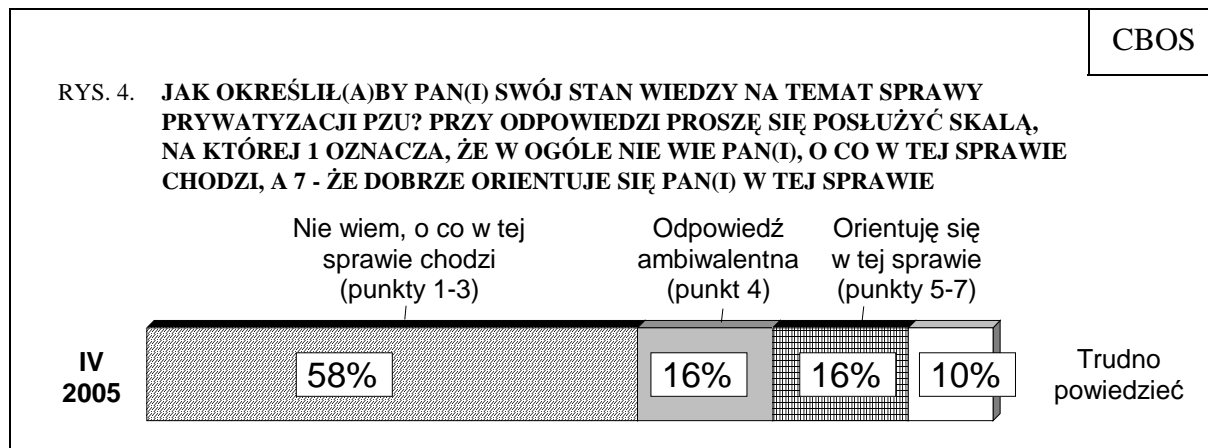 CBOS
RYS. 4. JAK OKREŚLIŁ(A)BY PAN(I) SWÓJ STAN WIEDZY NA TEMAT SPRAWY
PRYWATYZACJI PZU? PRZY ODPOWIEDZI PROSZĘ SIĘ POSŁUŻYĆ SKALĄ,
NA KTÓREJ 1 OZNACZA, ŻE W OGÓLE NIE WIE PAN(I), O CO W TEJ SPRAWIE
CHODZI, A 7 - ŻE DOBRZE ORIENTUJE SIĘ PAN(I) W TEJ SPRAWIE
Nie wiem, o co w tej
sprawie chodzi
(punkty 1-3)
Odpowiedź
ambiwalentna
(punkt 4)
Orientuję się
w tej sprawie
(punkty 5-7)
IV
2005
58%
16%
16%
10%
Trudno
powiedzieć